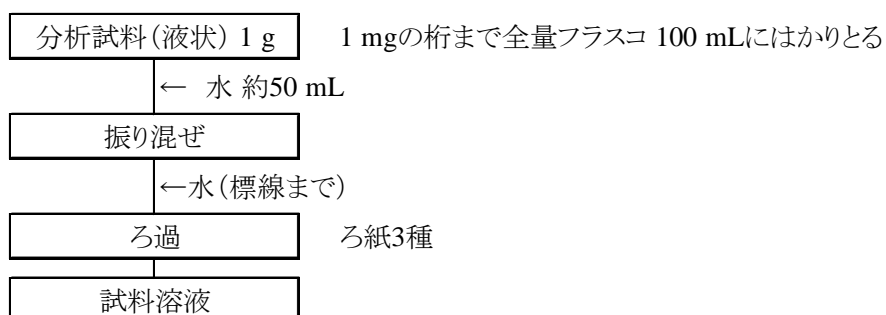 分析試料（液状） 1 g　1 mgの桁まで全量フラスコ 100 mLにはかりとる
← 水 約50 mL
振り混ぜ
←水（標線まで）
ろ過　ろ紙3種
試料溶液